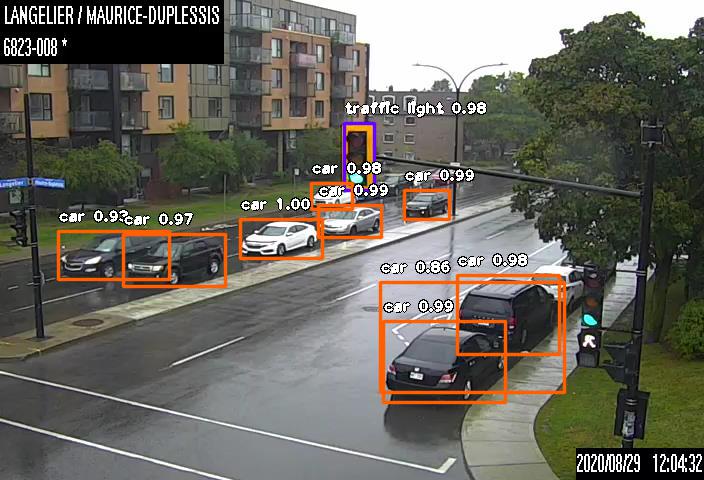 LANGELIER / MAURICE-DUPLESSIS
6823-008 *
traffic light 0.98
car 0.98
car 0.99
car 0.99
car 1.00
car 0.93
car 0.97
car 0.86
car 0.98
car 0.99
Langelier
2020/08/29 12:04:32